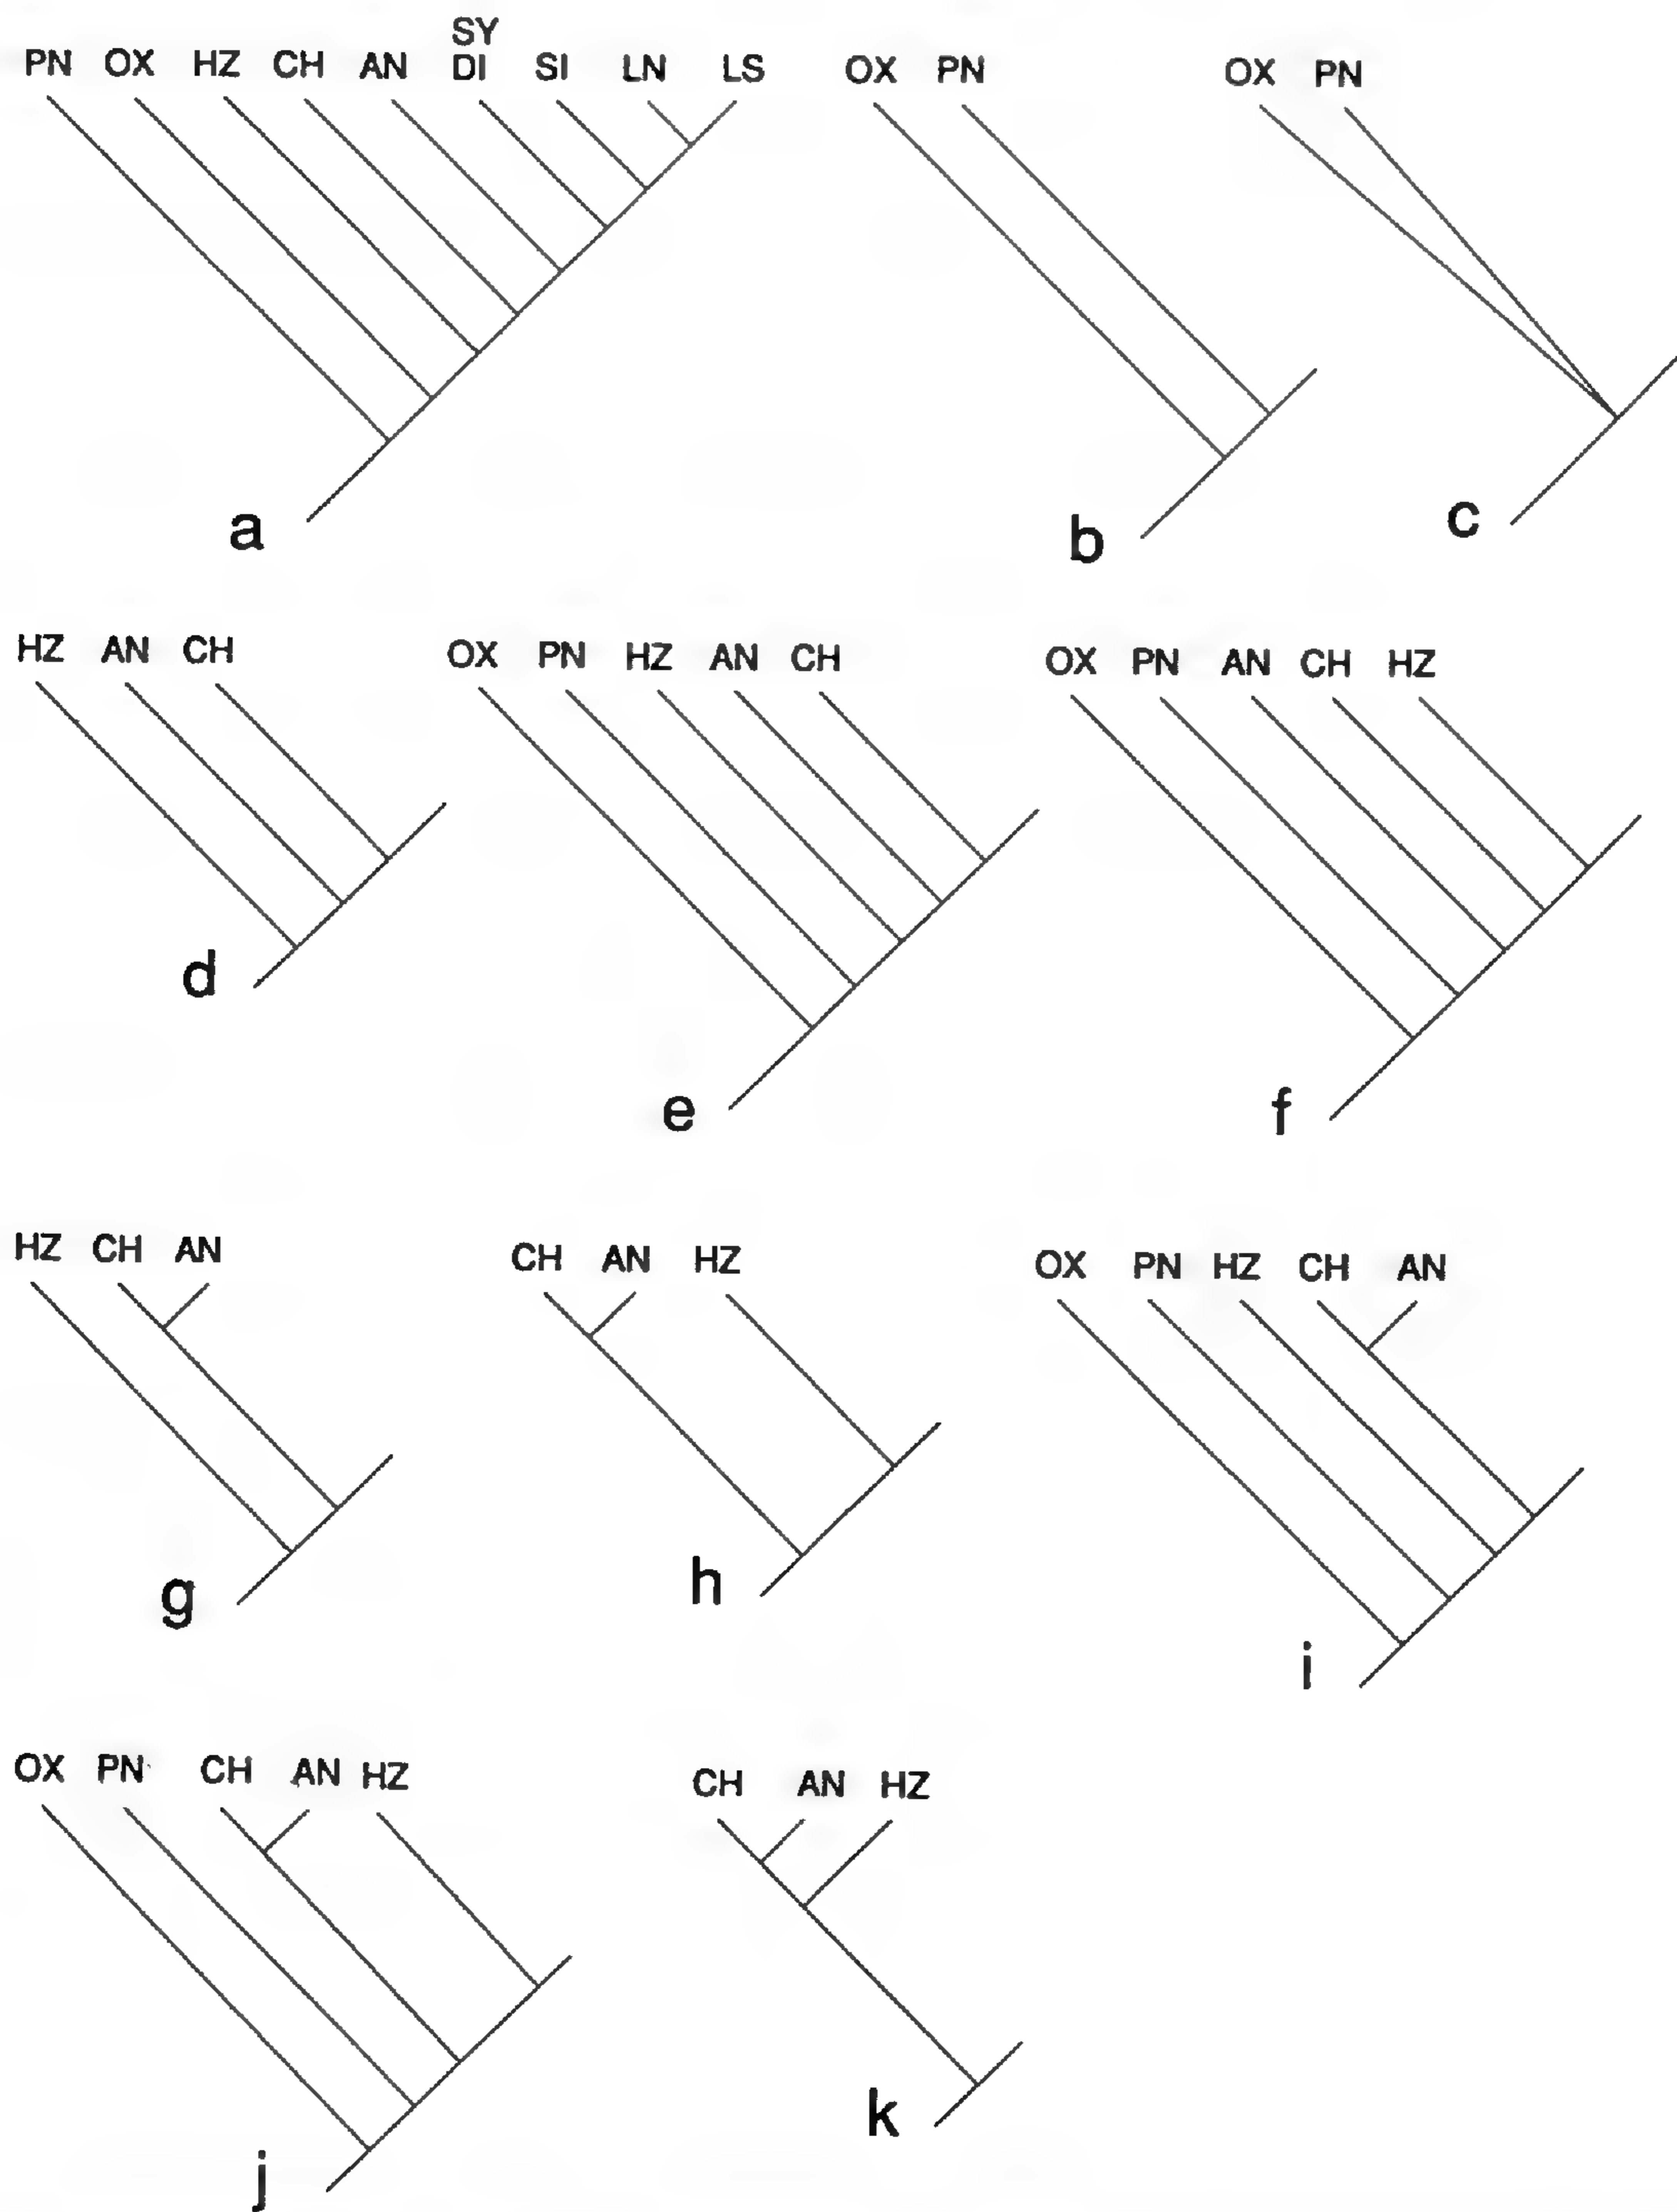 SY
PN OX HZ CH AN DI SI LN LS
OX PN
OX PN
a
b
c
HZ AN CH
OX PN HZ AN CH
OX PN AN CH HZ
d
e
f
HZ CH AN
CH AN HZ
OX PN HZ CH AN
g
h
i
OX PN CH AN HZ
CH AN HZ
j
k